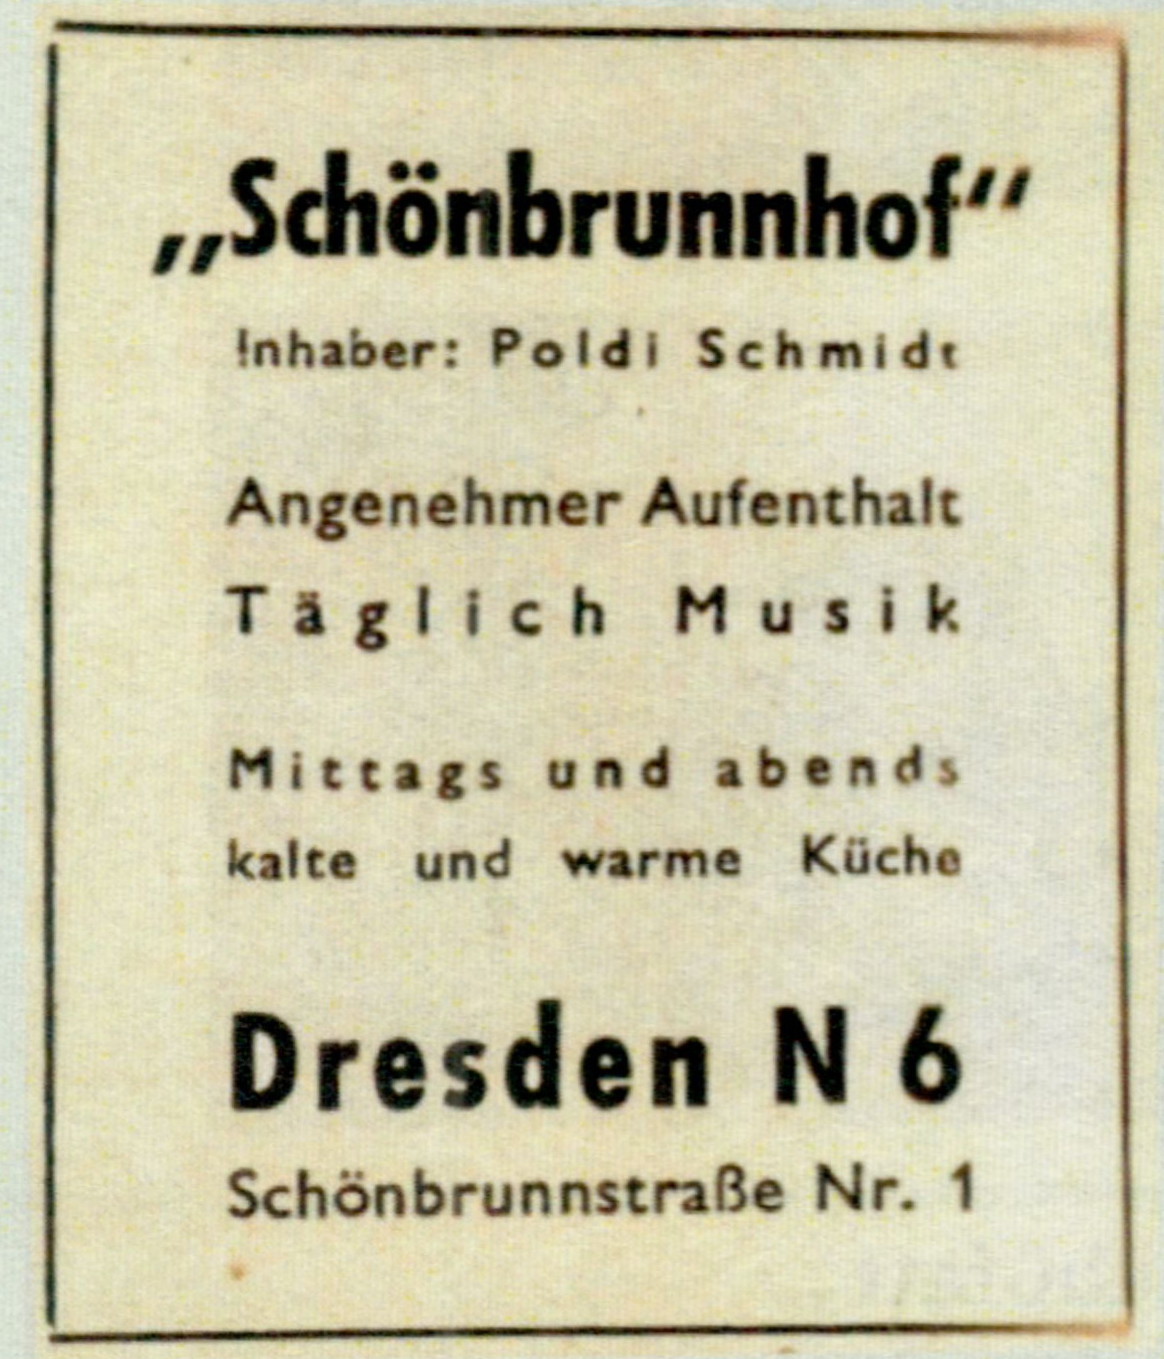 „Schönbrunnhof“
Inhaber: Poldi Schmidt
Angenehmer Aufenthalt
Täglich Musik
Mittags und abends
kalte und warme Küche
Dresden N 6
Schönbrunnstraße Nr. 1